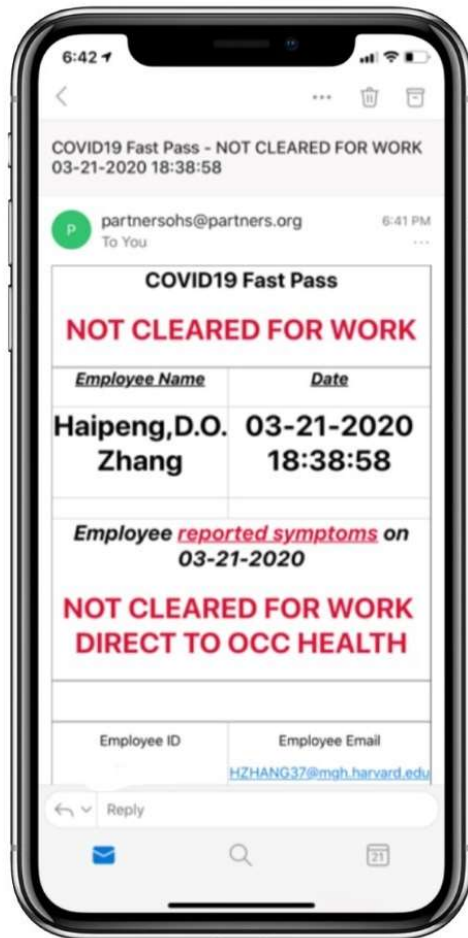 6:42
COVID19 Fast Pass - NOT CLEARED FOR WORK
03-21-2020 18:38:58
P
partnersohs@partners.org
6:41 PM
To You
COVID19 Fast Pass
NOT CLEARED FOR WORK
Employee Name
Date
Haipeng,D.O.
Zhang
03-21-2020
18:38:58
Employee reported symptoms on
03-21-2020
NOT CLEARED FOR WORK
DIRECT TO OCC HEALTH
Employee ID
Employee Email
HZHANG37@mgh.harvard.edu
Reply
21